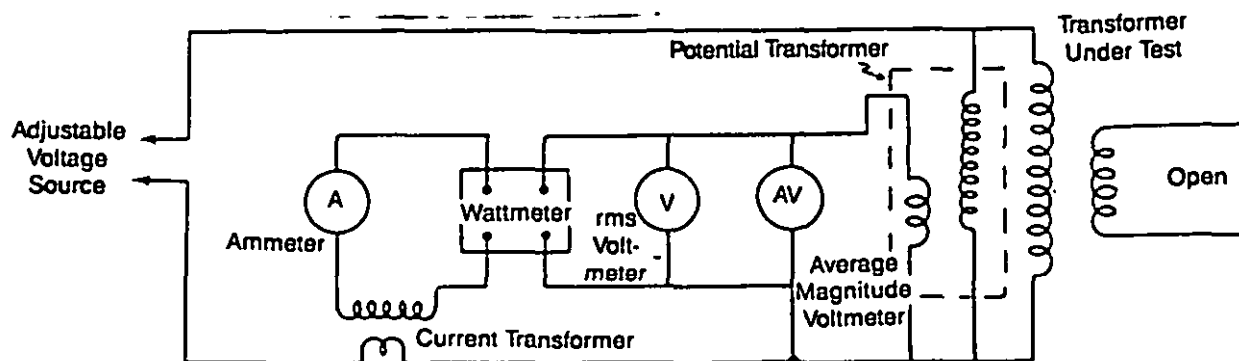 Potential Transformer
Transformer
Under Test
Adjustable
Voltage
Source
A
Ammeter
Wattmeter
V
rms
Volt-
meter
AV
Average
Magnitude
Voltmeter
Open
Current Transformer